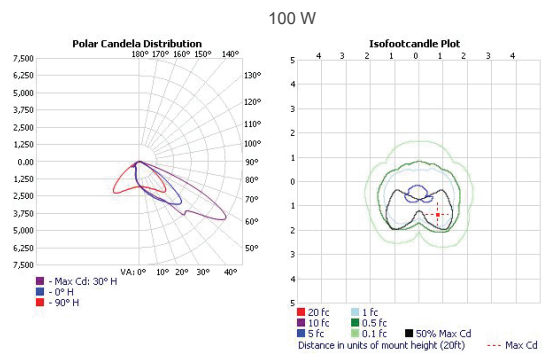 100 W
Polar Candela Distribution
180° 170° 160° 150° 140°
7,500
6,250
5,000
3,750
2,500
1,250
0.00
1,250
2,500
3,750
5,000
6,250
7,500
130°
120°
110°
100°
90°
80°
70°
60°
50°
VA: 0° 10° 20° 30° 40°
- Max Cd: 30° H
- 0° H
- 90° H
Isofootcandle Plot
4 2 0 2 4
5
4
3
2
1
0
1
2
3
4
5
20 fc 1 fc
10 fc 0.5 fc
5 fc 0.1 fc 50% Max Cd
Distance in units of mount height (20ft) Max Cd